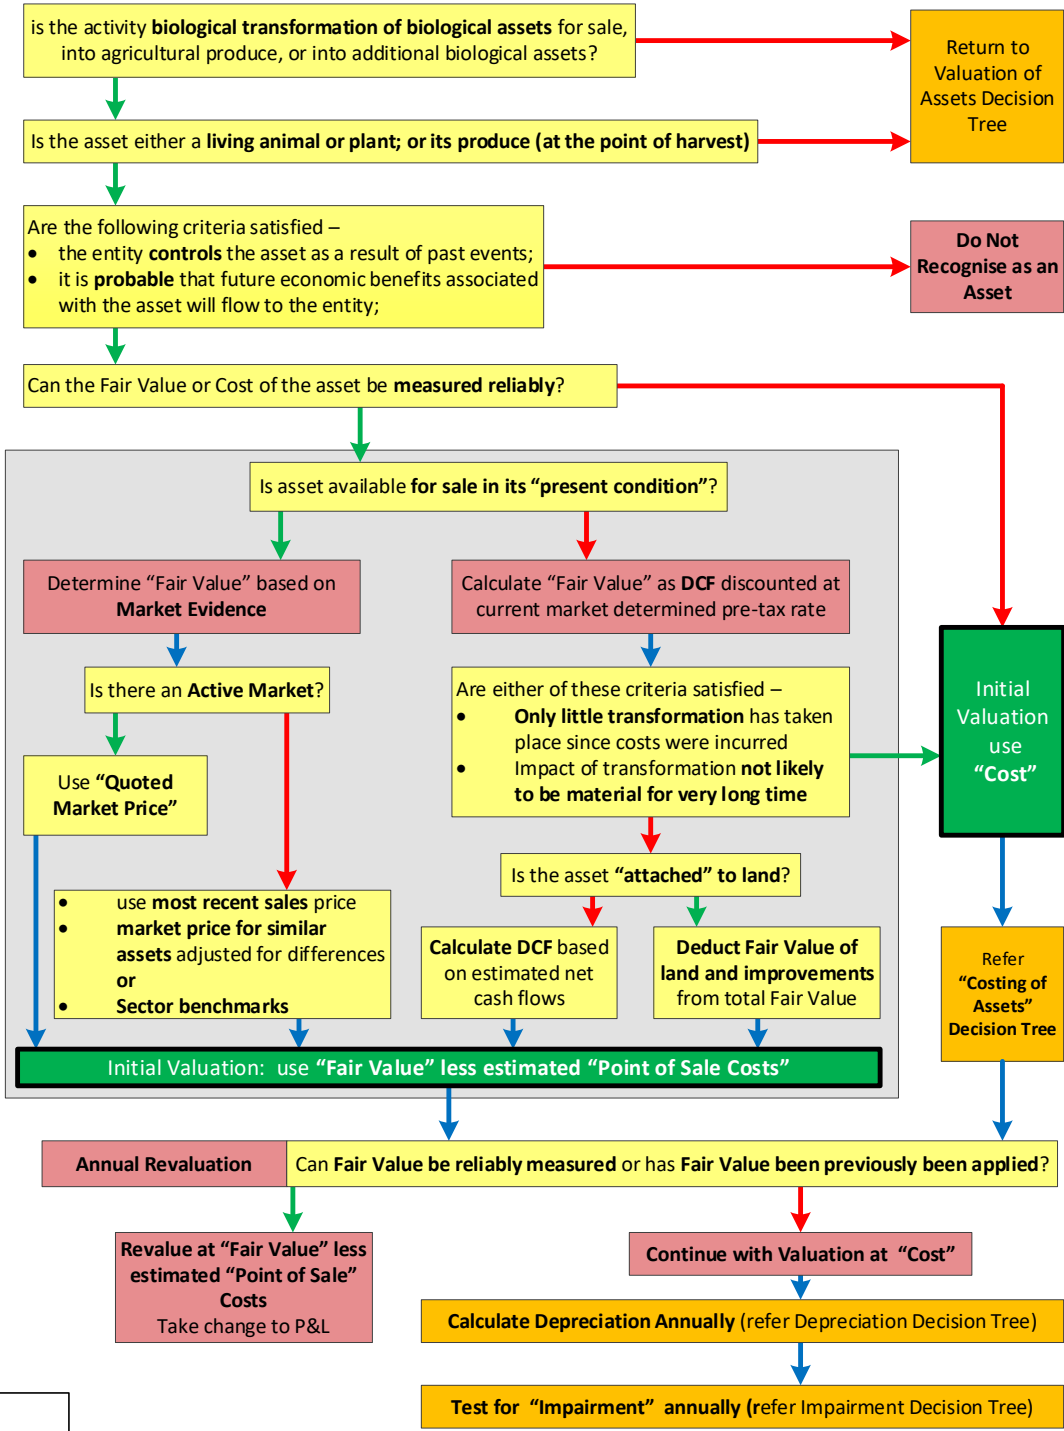 is the activity biological transformation of biological assets for sale,
into agricultural produce, or into additional biological assets?
Return to
Valuation of
Assets Decision
Tree
Is the asset either a living animal or plant; or its produce (at the point of harvest)
Are the following criteria satisfied –
• the entity controls the asset as a result of past events;
• it is probable that future economic benefits associated
with the asset will flow to the entity;
Do Not
Recognise as an
Asset
Can the Fair Value or Cost of the asset be measured reliably?
Is asset available for sale in its “present condition”?
Determine “Fair Value” based on
Market Evidence
Calculate “Fair Value” as DCF discounted at
current market determined pre-tax rate
Is there an Active Market?
Are either of these criteria satisfied –
• Only little transformation has taken
place since costs were incurred
• Impact of transformation not likely
to be material for very long time
Initial
Valuation
use
“Cost”
Use “Quoted
Market Price”
Is the asset “attached” to land?
• use most recent sales price
• market price for similar
assets adjusted for differences
or
• Sector benchmarks
Calculate DCF based
on estimated net
cash flows
Deduct Fair Value of
land and improvements
from total Fair Value
Refer
“Costing of
Assets”
Decision Tree
Initial Valuation: use “Fair Value” less estimated “Point of Sale Costs”
Annual Revaluation
Can Fair Value be reliably measured or has Fair Value been previously been applied?
Revalue at “Fair Value” less
estimated “Point of Sale”
Costs
Take change to P&L
Continue with Valuation at “Cost”
Calculate Depreciation Annually (refer Depreciation Decision Tree)
Test for “Impairment” annually (refer Impairment Decision Tree)